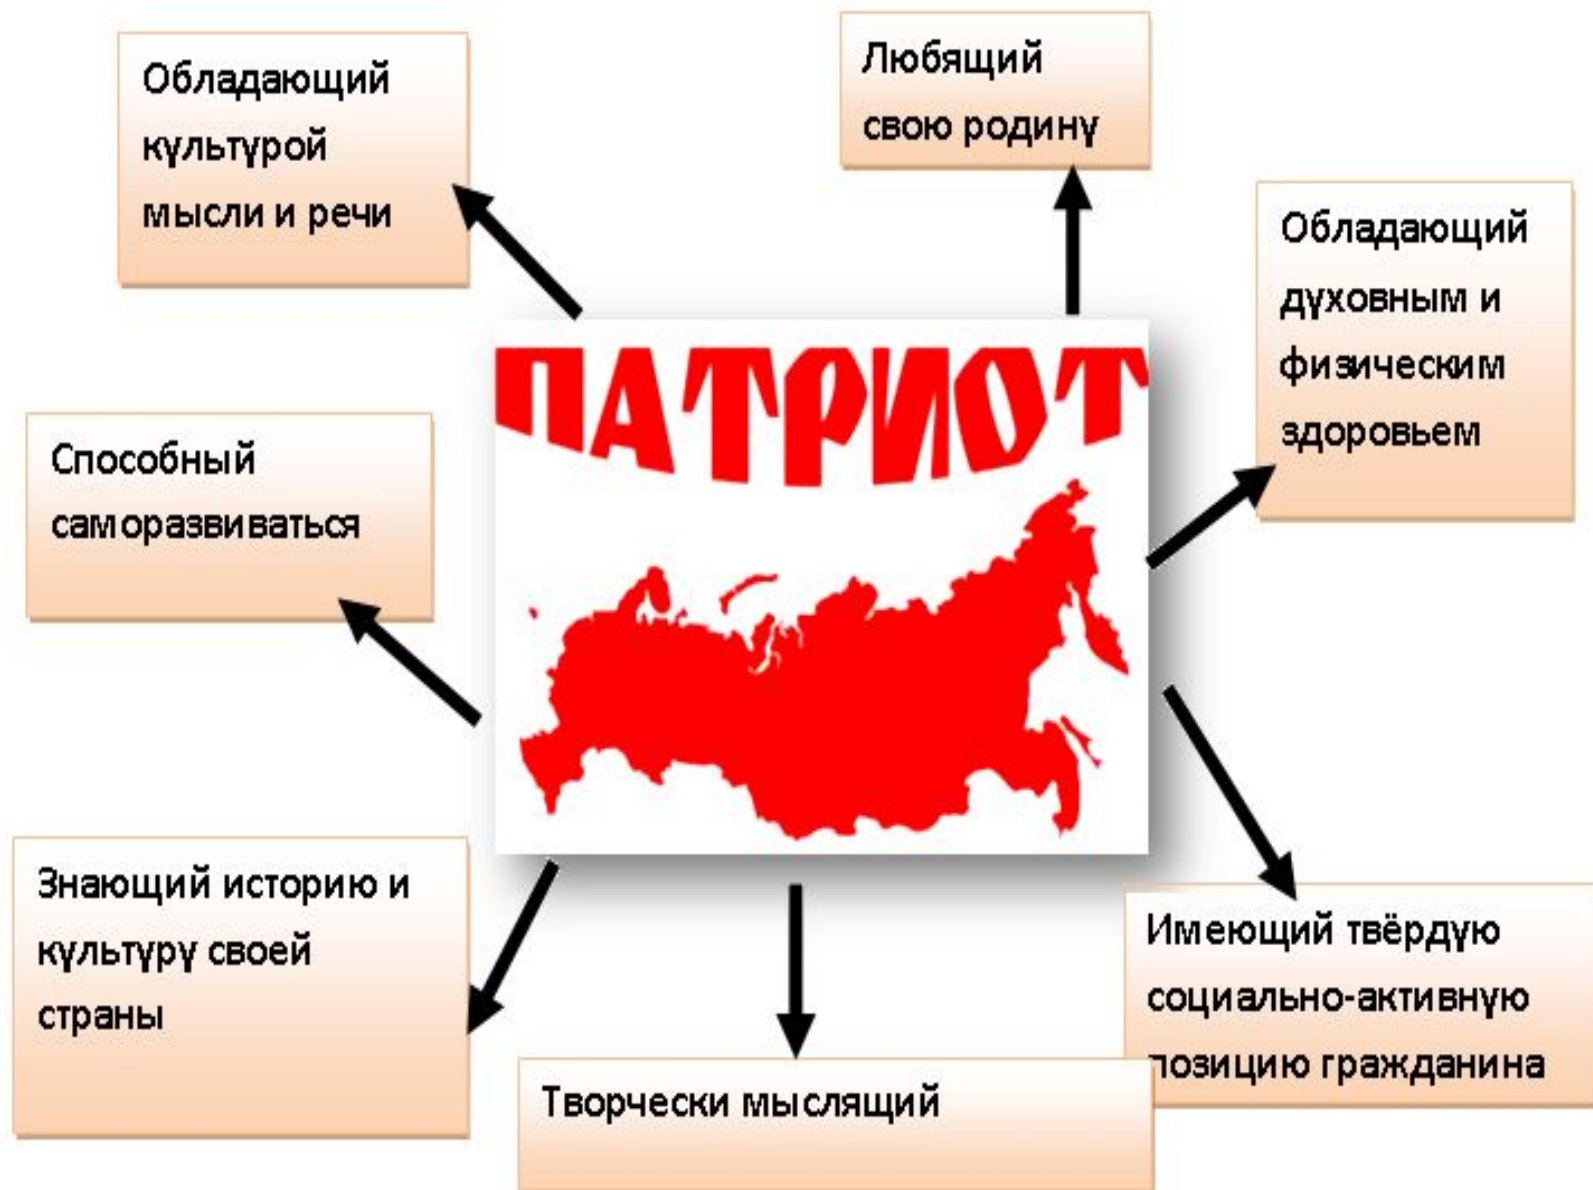 Обладающий
культурой
мысли и речи
Любящий
свою родину
Обладающий
духовным и
физическим
здоровьем
ПАТРИОТ
Способный
саморазвиваться
Знающий историю и
культуру своей
страны
Творчески мыслящий
Имеющий твёрдую
социально-активную
позицию гражданина